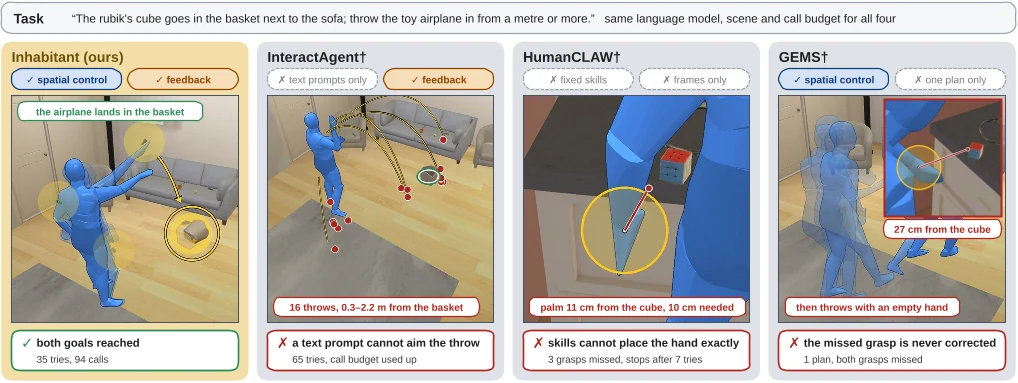 Task "The rubik's cube goes in the basket next to the sofa; throw the toy airplane in from a metre or more." same language model, scene and call budget for all four
Inhabitant (ours)
✓ spatial control ✓ feedback
the airplane lands in the basket
✓ both goals reached
35 tries, 94 calls
InteractAgent†
✗ text prompts only ✓ feedback
16 throws, 0.3–2.2 m from the basket
✗ a text prompt cannot aim the throw
65 tries, call budget used up
HumanCLAW†
✗ fixed skills ✗ frames only
palm 11 cm from the cube, 10 cm needed
✗ skills cannot place the hand exactly
3 grasps missed, stops after 7 tries
GEMS†
✓ spatial control ✗ one plan only
27 cm from the cube
then throws with an empty hand
✗ the missed grasp is never corrected
1 plan, both grasps missed